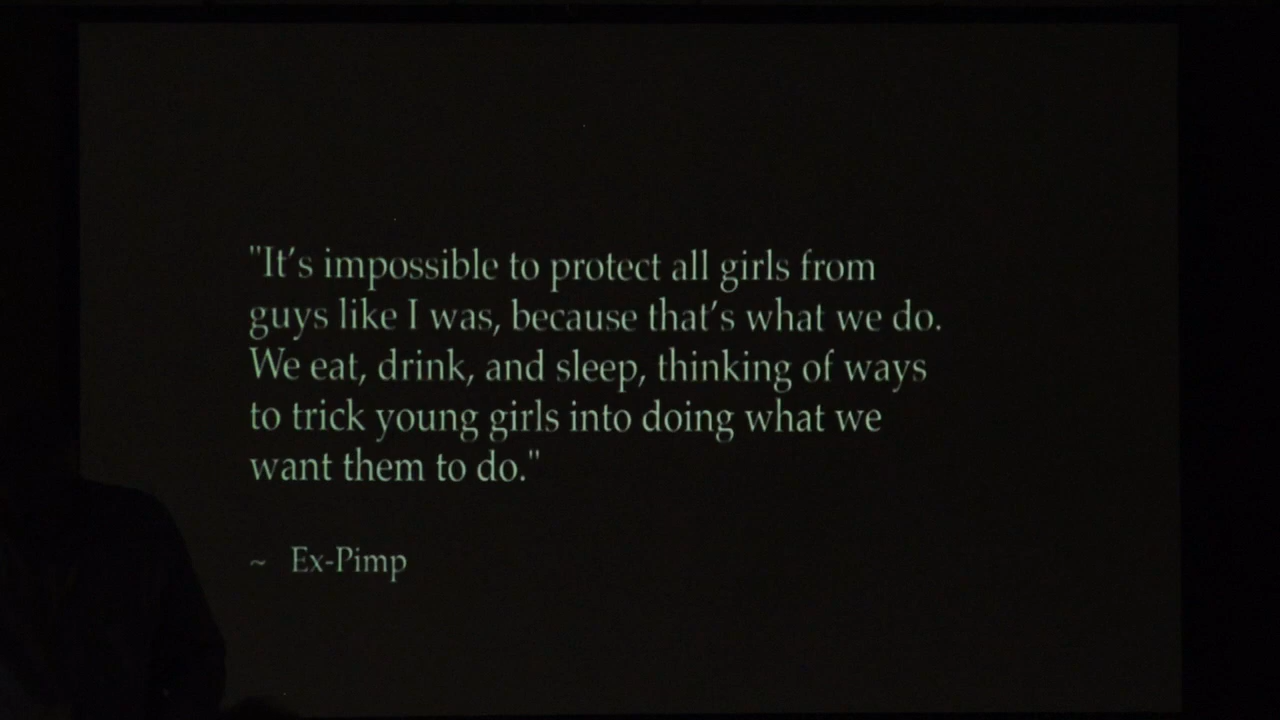 "It's impossible to protect all girls from
guys like I was, because that's what we do.
We eat, drink, and sleep, thinking of ways
to trick young girls into doing what we
want them to do."
~ Ex-Pimp